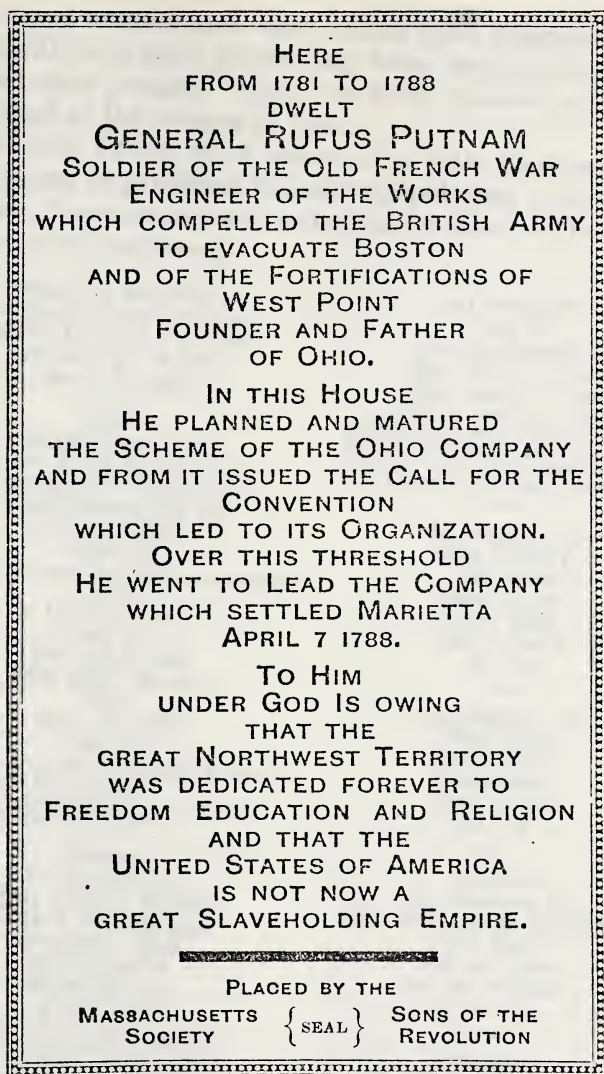 HERE
FROM 1781 TO 1788
DWELT
GENERAL RUFUS PUTNAM
SOLDIER OF THE OLD FRENCH WAR
ENGINEER OF THE WORKS
WHICH COMPELLED THE BRITISH ARMY
TO EVACUATE BOSTON
AND OF THE FORTIFICATIONS OF
WEST POINT
FOUNDER AND FATHER
OF OHIO.
IN THIS HOUSE
HE PLANNED AND MATURED
THE SCHEME OF THE OHIO COMPANY
AND FROM IT ISSUED THE CALL FOR THE
CONVENTION
WHICH LED TO ITS ORGANIZATION.
OVER THIS THRESHOLD
HE WENT TO LEAD THE COMPANY
WHICH SETTLED MARIETTA
APRIL 7 1788.
TO HIM
UNDER GOD IS OWING
THAT THE
GREAT NORTHWEST TERRITORY
WAS DEDICATED FOREVER TO
FREEDOM EDUCATION AND RELIGION
AND THAT THE
UNITED STATES OF AMERICA
IS NOT NOW A
GREAT SLAVEHOLDING EMPIRE.
PLACED BY THE
MASSACHUSETTS SOCIETY { SEAL } SONS OF THE REVOLUTION